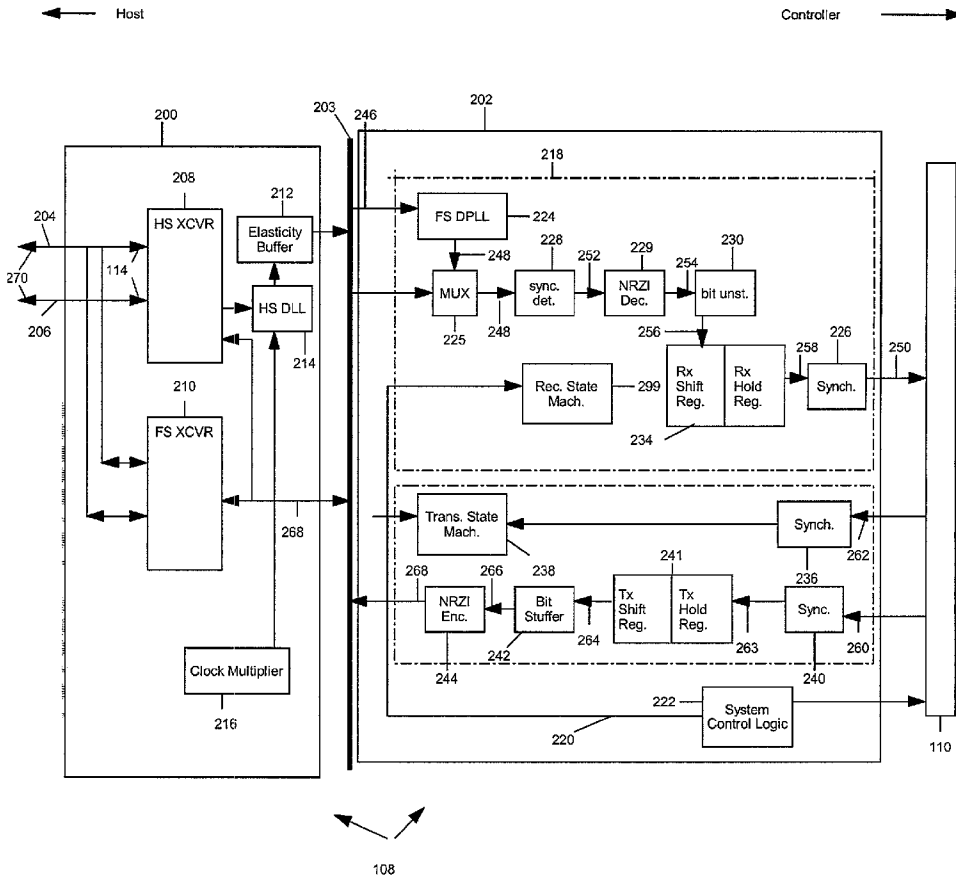 Host
Controller
200
203
246
202
208
HS XCVR
212
Elasticity
Buffer
218
204
270
114
206
HS DLL
214
FS DPLL
224
248
MUX
225
248
228
sync.
det.
252
229
NRZI
Dec.
254
230
bit unst.
256
Rec. State
Mach.
299
Rx
Shift
Reg.
Rx
Hold
Reg.
234
258
226
Synch.
250
210
FS XCVR
268
Trans. State
Mach.
238
Synch.
236
262
268
NRZI
Enc.
244
266
Bit
Stuffer
242
264
241
Tx
Shift
Reg.
Tx
Hold
Reg.
263
Sync.
240
260
Clock Multiplier
216
222
System
Control Logic
220
110
108